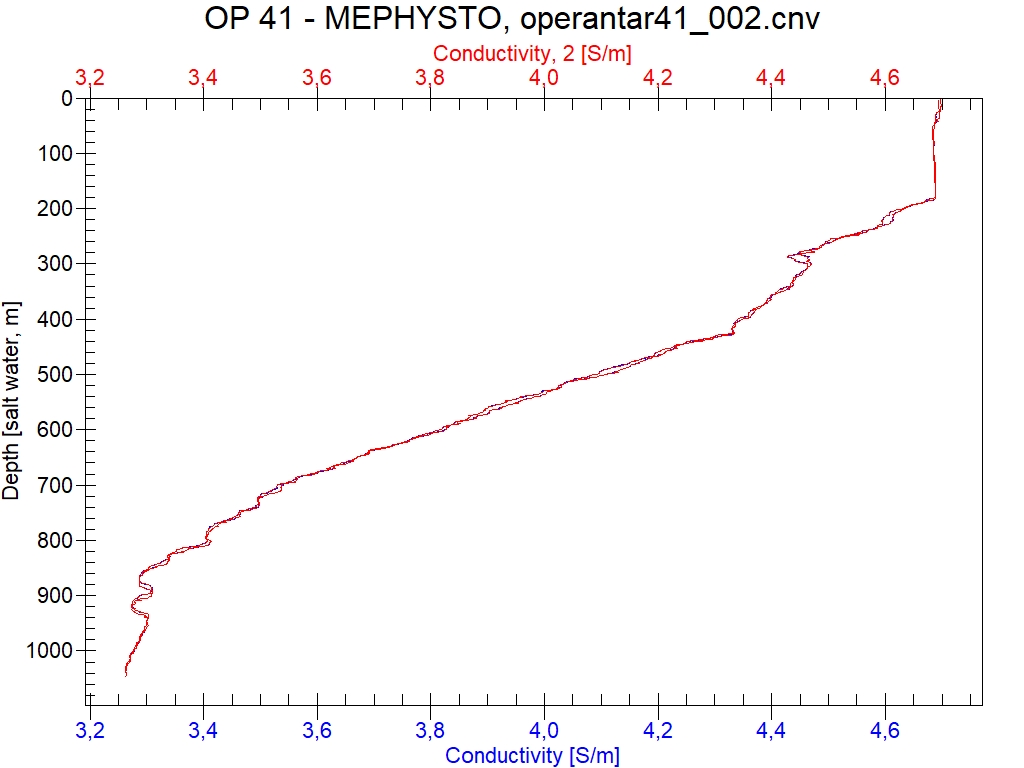 OP 41 - MEPHYSTO, operantar41_002.cnv
Conductivity, 2 [S/m]
3,2 3,4 3,6 3,8 4,0 4,2 4,4 4,6
0
100
200
300
400
500
600
700
800
900
1000
Depth [salt water, m]
3,2 3,4 3,6 3,8 4,0 4,2 4,4 4,6
Conductivity [S/m]